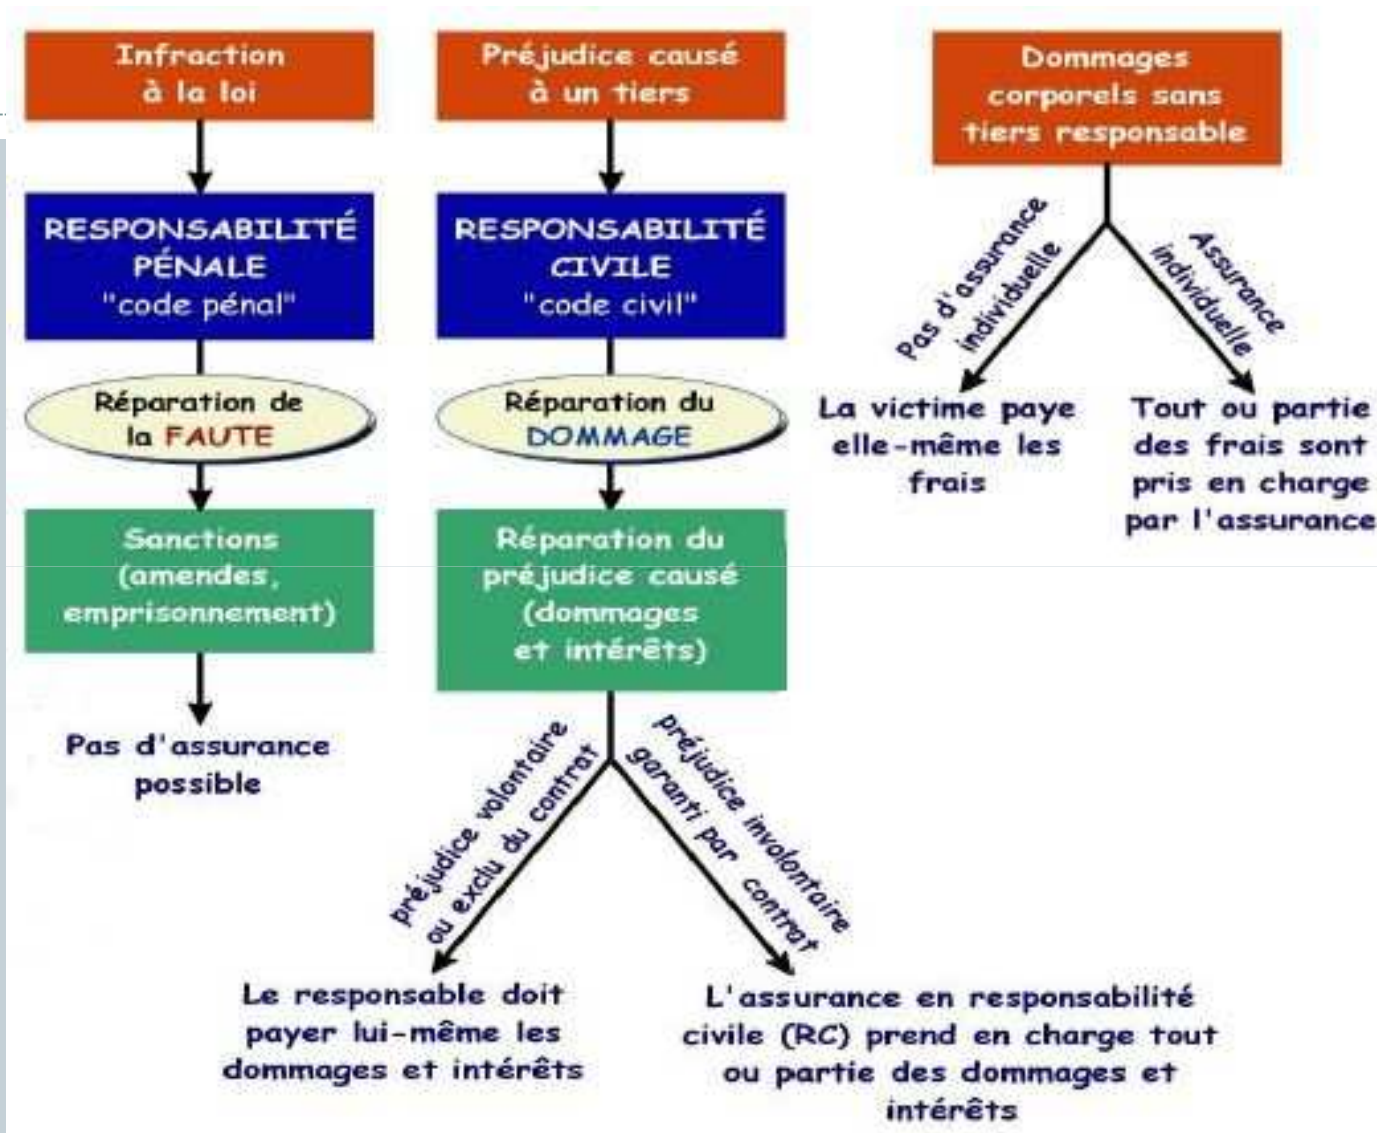 Infraction
à la loi
RESPONSABILITÉ
PÉNALE
"code pénal"
Réparation de
la FAUTE
Sanctions
(amendes,
emprisonnement)
Pas d'assurance
possible
Préjudice causé
à un tiers
RESPONSABILITÉ
CIVILE
"code civil"
Réparation du
DOMMAGE
Réparation du
préjudice causé
(dommages
et intérêts)
préjudice volontaire
ou exclu du contrat
Le responsable doit
payer lui-même les
dommages et intérêts
préjudice involontaire
garanti par contrat
L'assurance en responsabilité
civile (RC) prend en charge tout
ou partie des dommages et
intérêts
Dommages
corporels sans
tiers responsable
Pas d'assurance
individuelle
La victime paye
elle-même les
frais
Assurance
individuelle
Tout ou partie
des frais sont
pris en charge
par l'assurance